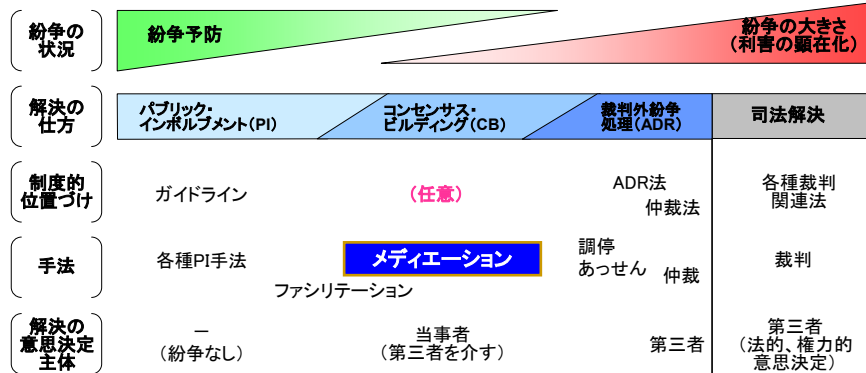 紛争の
状況
紛争予防
紛争の大きさ
(利害の顕在化)
解決の
仕方
パブリック・
インボルブメント(PI)
コンセンサス・
ビルディング(CB)
裁判外紛争
処理(ADR)
司法解決
制度的
位置づけ
ガイドライン
(任意)
ADR法
仲裁法
各種裁判
関連法
手法
各種PI手法
ファシリテーション
メディエーション
調停
あっせん
仲裁
裁判
解決の
意思決定
主体
－
(紛争なし)
当事者
(第三者を介す)
第三者
第三者
(法的、権力的
意思決定)